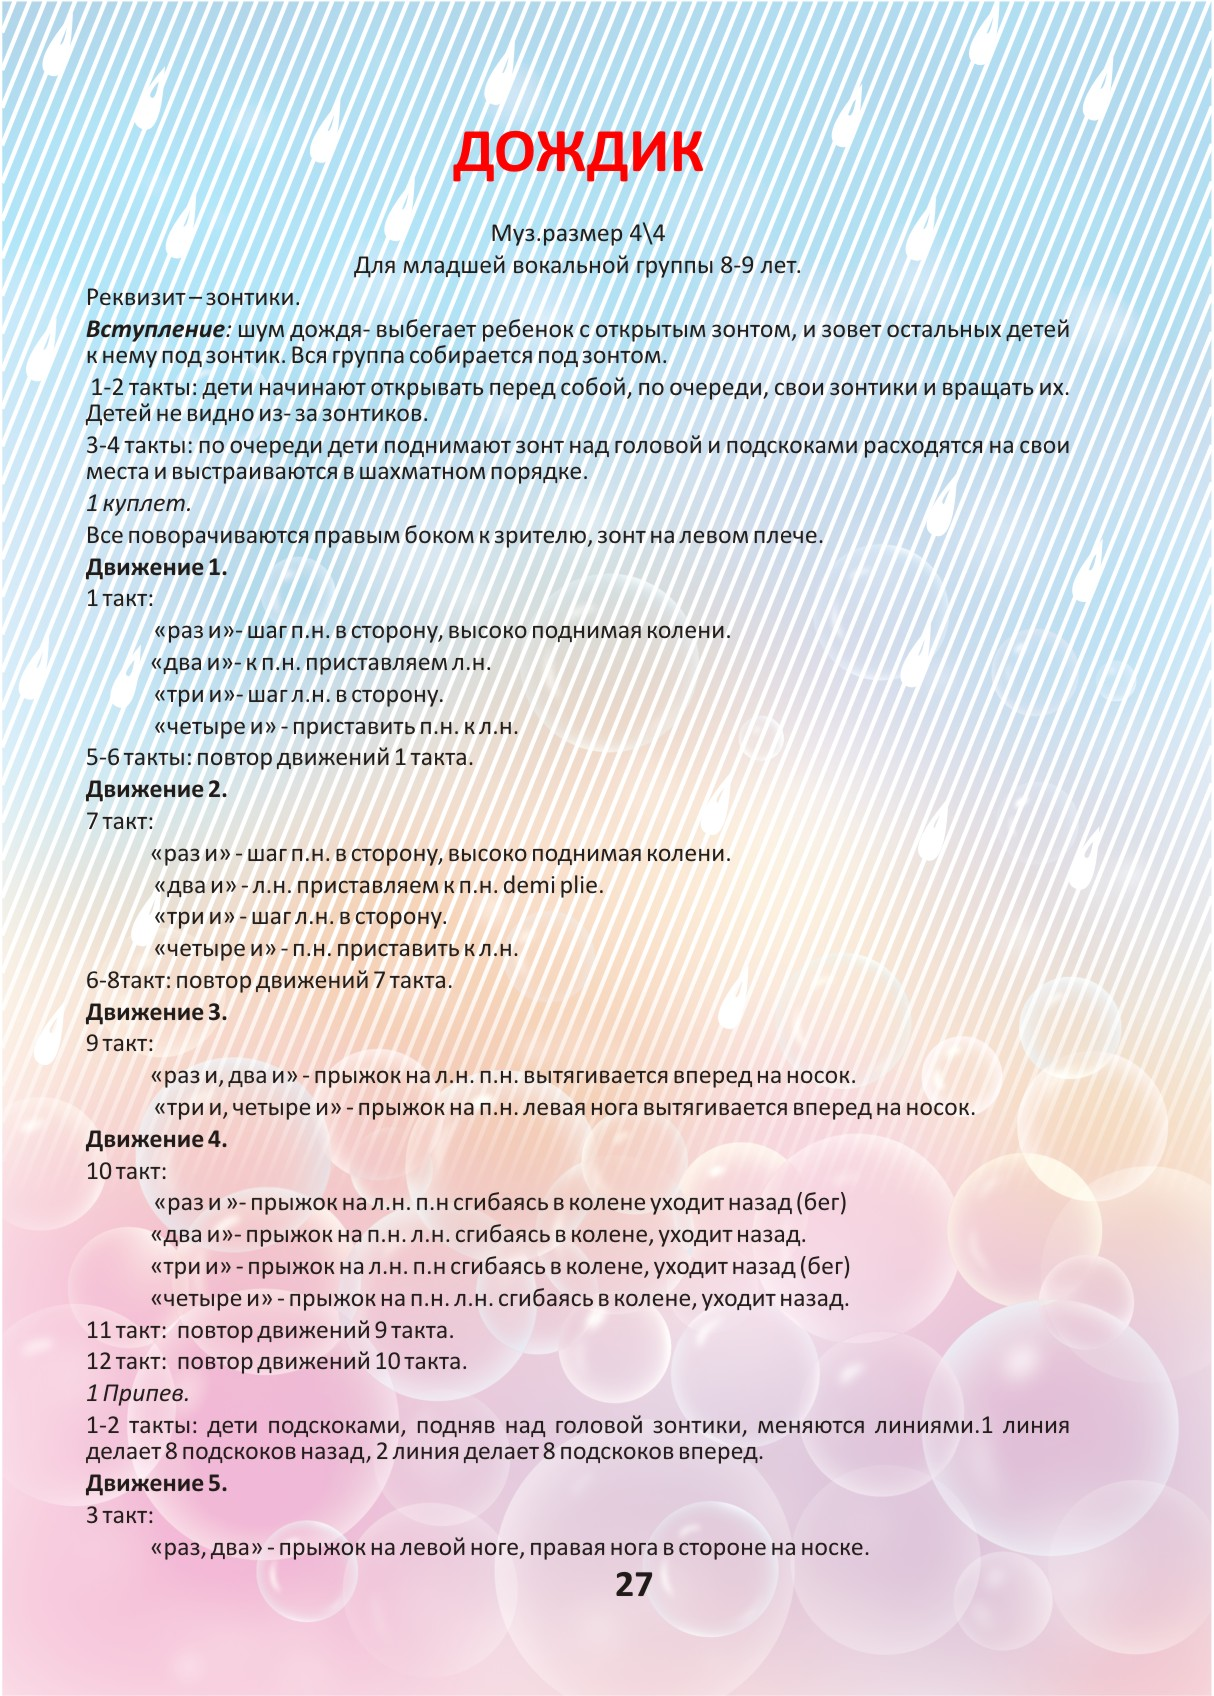 ДОЖДИК
Муз.размер 4\4
Для младшей вокальной группы 8-9 лет.
Реквизит – зонтики.
Вступление: шум дождя- выбегает ребенок с открытым зонтом, и зовет остальных детей
к нему под зонтик. Вся группа собирается под зонтом.
1-2 такты: дети начинают открывать перед собой, по очереди, свои зонтики и вращать их.
Детей не видно из- за зонтиков.
3-4 такты: по очереди дети поднимают зонт над головой и подскоками расходятся на свои
места и выстраиваются в шахматном порядке.
1 куплет.
Все поворачиваются правым боком к зрителю, зонт на левом плече.
Движение 1.
1 такт:
«раз и»- шаг п.н. в сторону, высоко поднимая колени.
«два и»- к п.н. приставляем л.н.
«три и»- шаг л.н. в сторону.
«четыре и» - приставить п.н. к л.н.
5-6 такты: повтор движений 1 такта.
Движение 2.
7 такт:
«раз и» - шаг п.н. в сторону, высоко поднимая колени.
«два и» - л.н. приставляем к п.н. demi plie.
«три и» - шаг л.н. в сторону.
«четыре и» - п.н. приставить к л.н.
6-8такт: повтор движений 7 такта.
Движение 3.
9 такт:
«раз и, два и» - прыжок на л.н. п.н. вытягивается вперед на носок.
«три и, четыре и» - прыжок на п.н. левая нога вытягивается вперед на носок.
Движение 4.
10 такт:
«раз и »- прыжок на л.н. п.н сгибаясь в колене уходит назад (бег)
«два и»- прыжок на п.н. л.н. сгибаясь в колене, уходит назад.
«три и» - прыжок на л.н. п.н сгибаясь в колене, уходит назад (бег)
«четыре и» - прыжок на п.н. л.н. сгибаясь в колене, уходит назад.
11 такт: повтор движений 9 такта.
12 такт: повтор движений 10 такта.
1 Припев.
1-2 такты: дети подскоками, подняв над головой зонтики, меняются линиями.1 линия
делает 8 подскоков назад, 2 линия делает 8 подскоков вперед.
Движение 5.
3 такт:
«раз, два» - прыжок на левой ноге, правая нога в стороне на носке.
27